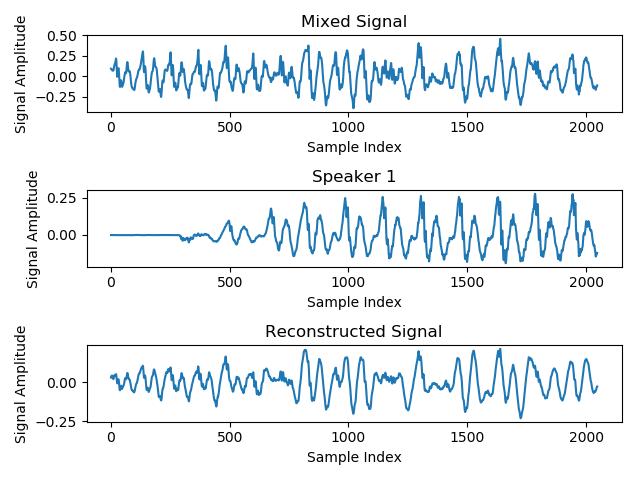 Mixed Signal
Signal Amplitude
0.50
0.25
0.00
−0.25
0
500
1000
1500
2000
Sample Index
Speaker 1
Signal Amplitude
0.25
0.00
0
500
1000
1500
2000
Sample Index
Reconstructed Signal
Signal Amplitude
0.00
−0.25
0
500
1000
1500
2000
Sample Index